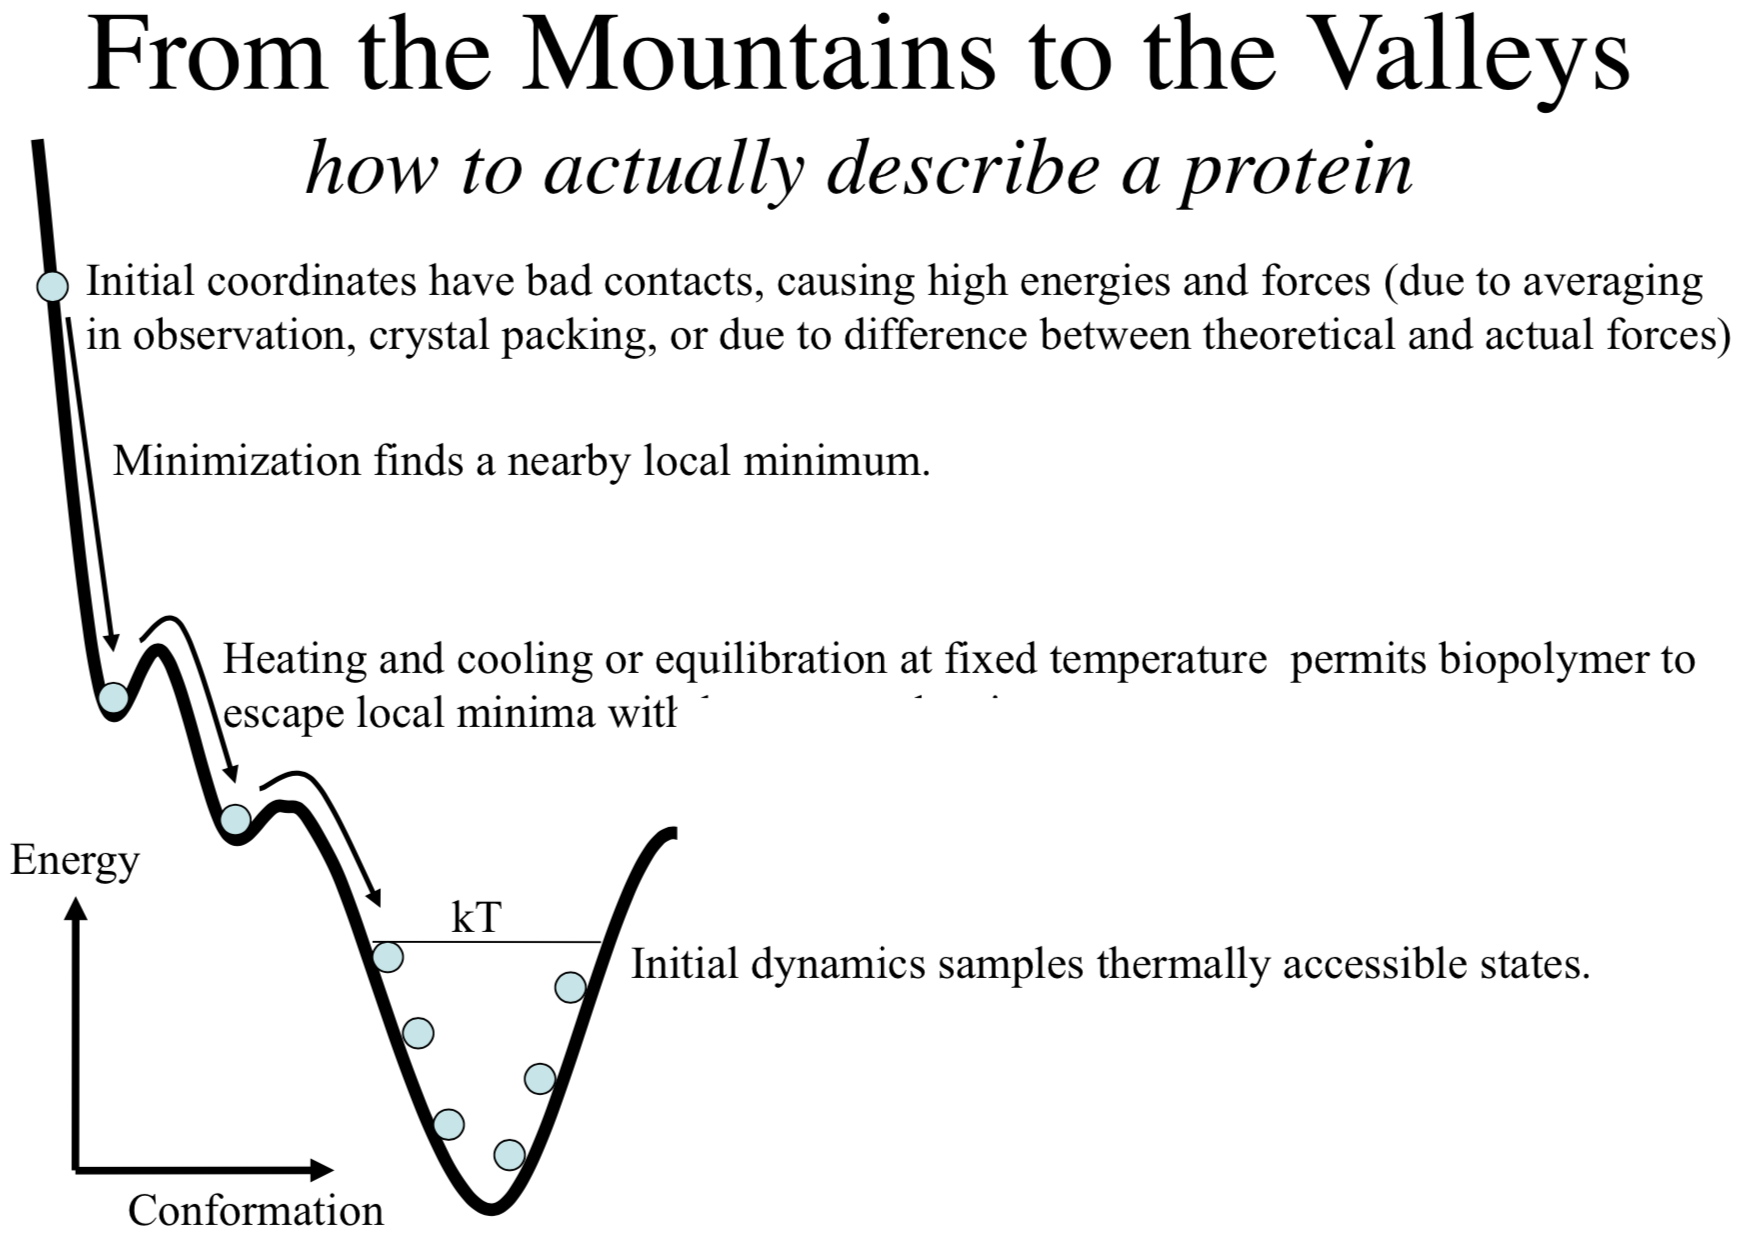 From the Mountains to the Valleys
how to actually describe a protein
Initial coordinates have bad contacts, causing high energies and forces (due to averaging
in observation, crystal packing, or due to difference between theoretical and actual forces)
Minimization finds a nearby local minimum.
Heating and cooling or equilibration at fixed temperature permits biopolymer to
escape local minima
Energy
kT
Initial dynamics samples thermally accessible states.
Conformation